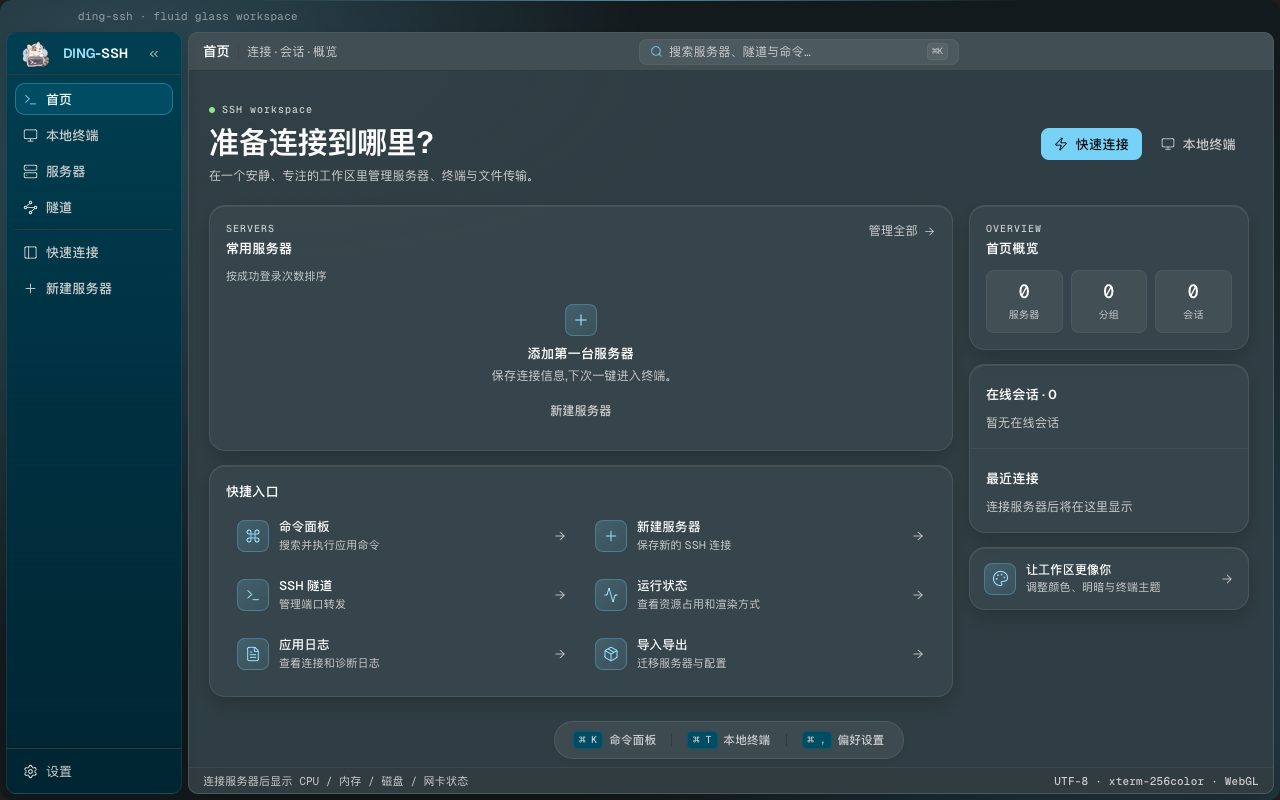 ding-ssh · fluid glass workspace
DING-SSH «
首页
本地终端
服务器
隧道
快速连接
新建服务器
设置
首页 连接·会话·概览
搜索服务器、隧道与命令… ⌘K
SSH workspace
准备连接到哪里?
在一个安静、专注的工作区里管理服务器、终端与文件传输。
快速连接 本地终端
SERVERS
常用服务器
按成功登录次数排序
管理全部 →
添加第一台服务器
保存连接信息,下次一键进入终端。
新建服务器
快捷入口
命令面板
搜索并执行应用命令
新建服务器
保存新的 SSH 连接
SSH 隧道
管理端口转发
运行状态
查看资源占用和渲染方式
应用日志
查看连接和诊断日志
导入导出
迁移服务器与配置
OVERVIEW
首页概览
0 0 0
服务器 分组 会话
在线会话·0
暂无在线会话
最近连接
连接服务器后将在这里显示
让工作区更像你
调整颜色、明暗与终端主题
⌘ K 命令面板 ⌘ T 本地终端 ⌘ , 偏好设置
连接服务器后显示 CPU / 内存 / 磁盘 / 网卡状态
UTF-8 · xterm-256color · WebGL